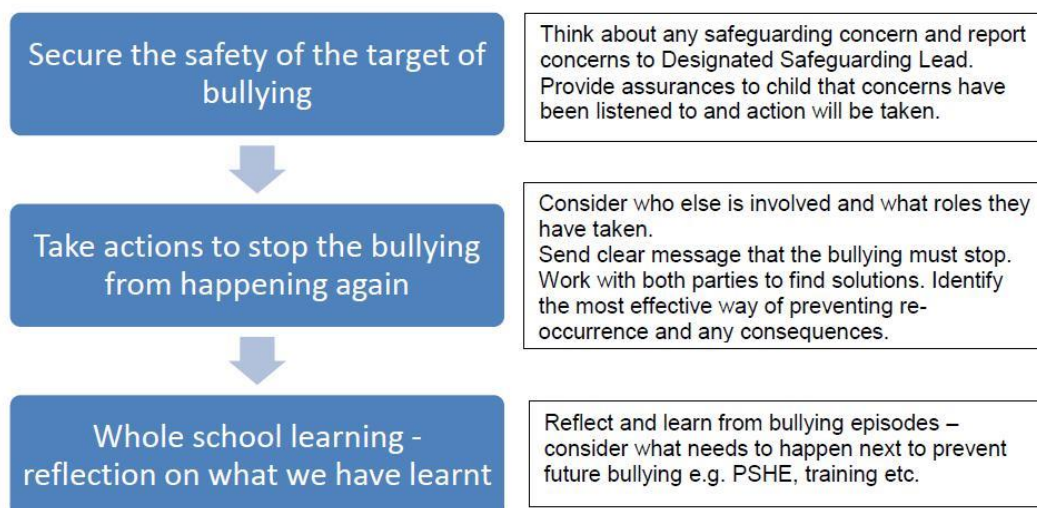 Secure the safety of the target of
bullying
Think about any safeguarding concern and report
concerns to Designated Safeguarding Lead.
Provide assurances to child that concerns have
been listened to and action will be taken.
Take actions to stop the bullying
from happening again
Consider who else is involved and what roles they
have taken.
Send clear message that the bullying must stop.
Work with both parties to find solutions. Identify
the most effective way of preventing re-
occurrence and any consequences.
Whole school learning -
reflection on what we have learnt
Reflect and learn from bullying episodes –
consider what needs to happen next to prevent
future bullying e.g. PSHE, training etc.